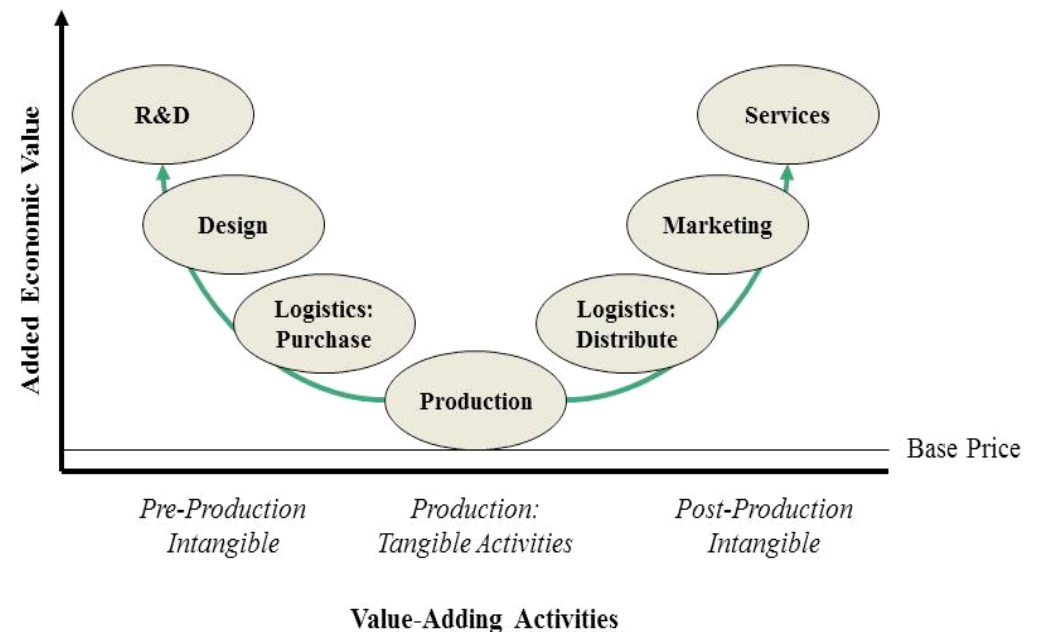 Added Economic Value
R&D
Services
Design
Marketing
Logistics:
Purchase
Logistics:
Distribute
Production
Base Price
Pre-Production
Intangible
Production:
Tangible Activities
Post-Production
Intangible
Value-Adding Activities